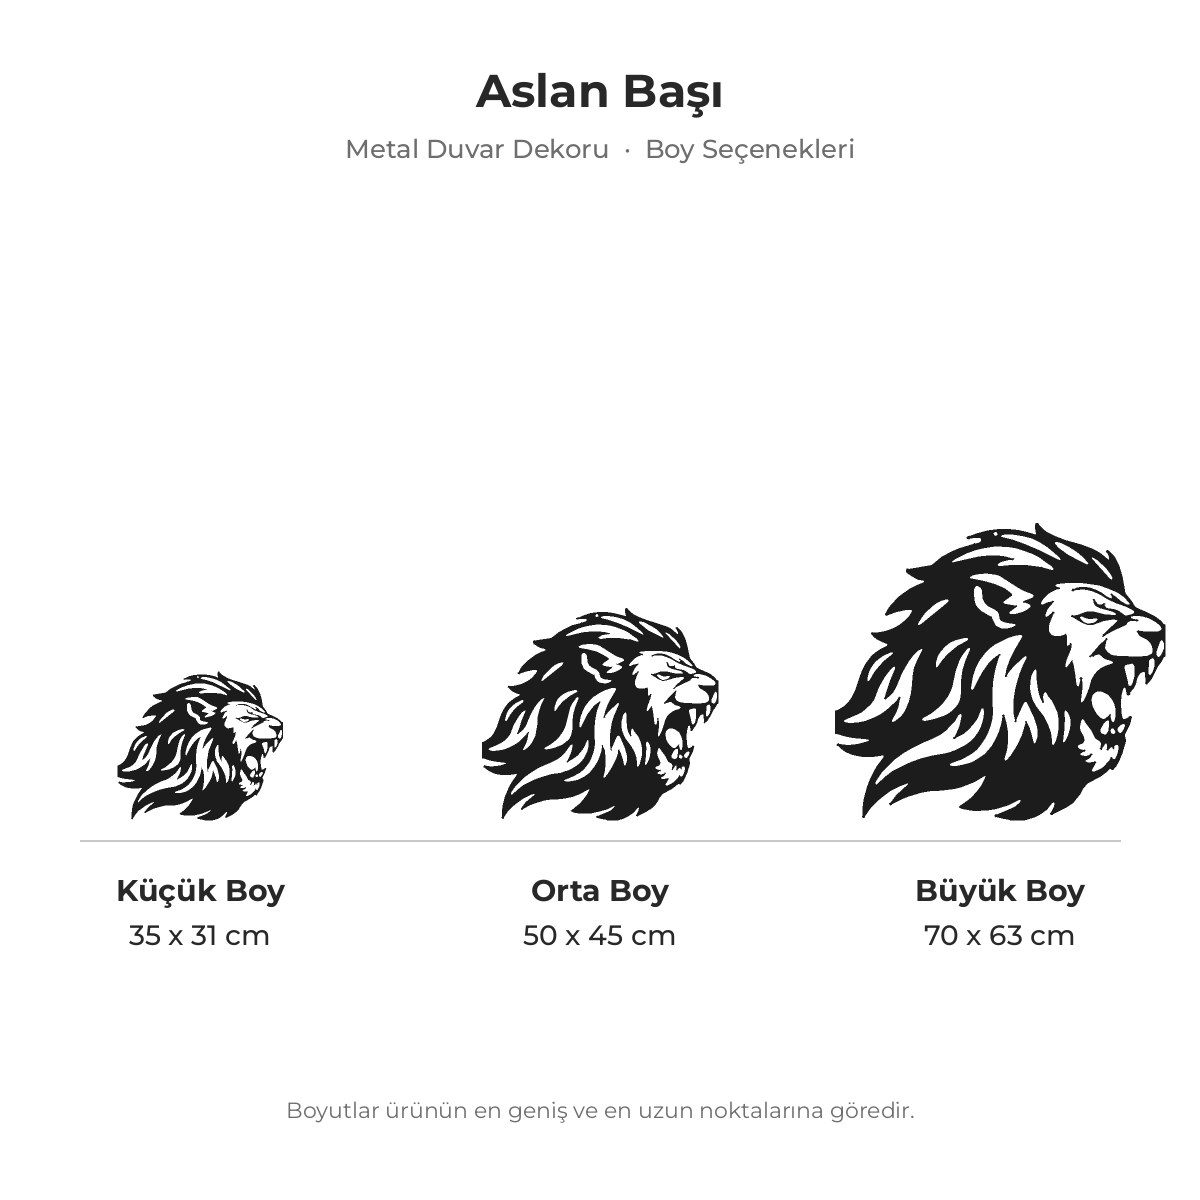 Aslan Başı
Metal Duvar Dekoru · Boy Seçenekleri
Küçük Boy
35 x 31 cm
Orta Boy
50 x 45 cm
Büyük Boy
70 x 63 cm
Boyutlar ürünün en geniş ve en uzun noktalarına göredir.